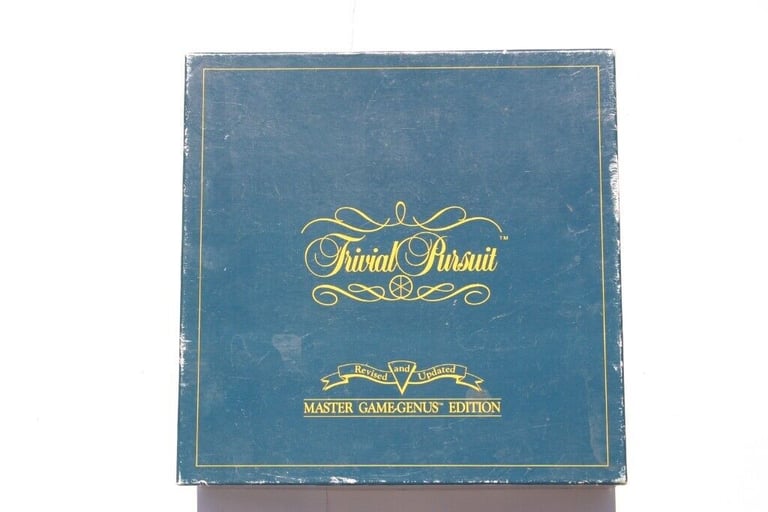 Trivial Pursuit™
Revised and Updated
MASTER GAME-GENUS™ EDITION